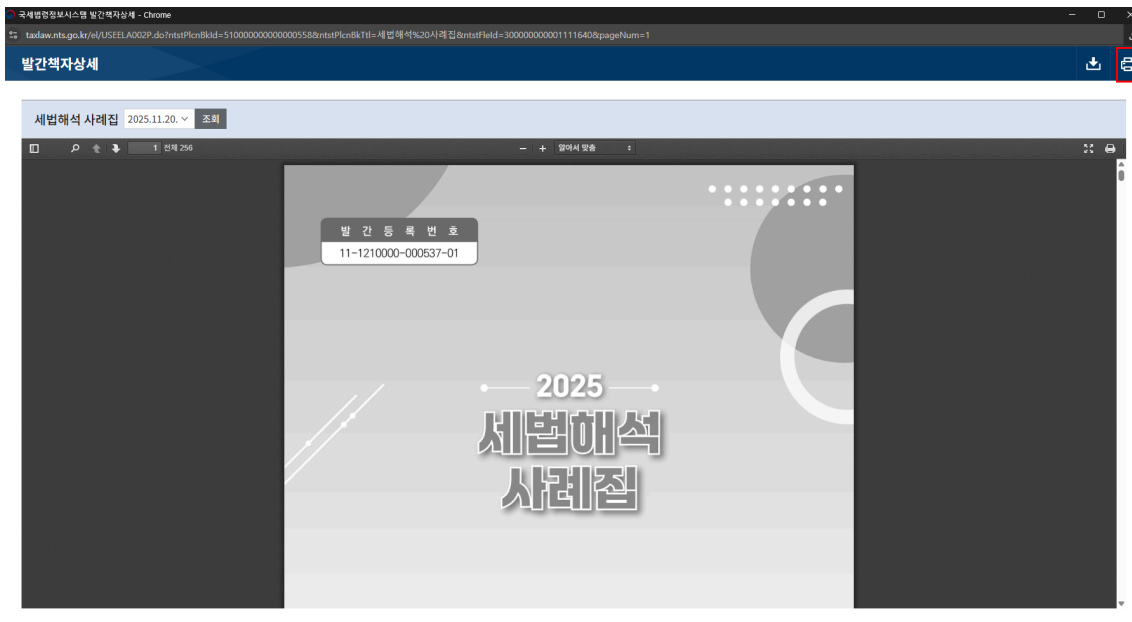 국세법령정보시스템 발간책자상세 - Chrome
taxlaw.nts.go.kr/el/USEELA002P.do?ntstPlcnBkId=510000000000000558&ntstPlcnBkTtl=세법해석%20사례집&ntstFleId=300000000001111640&pageNum=1
발간책자상세
세법해석 사례집 2025.11.20. 조회
1 전체 256
알아서 맞춤
발 간 등 록 번 호
11-1210000-000537-01
2025
세법해석
사례집